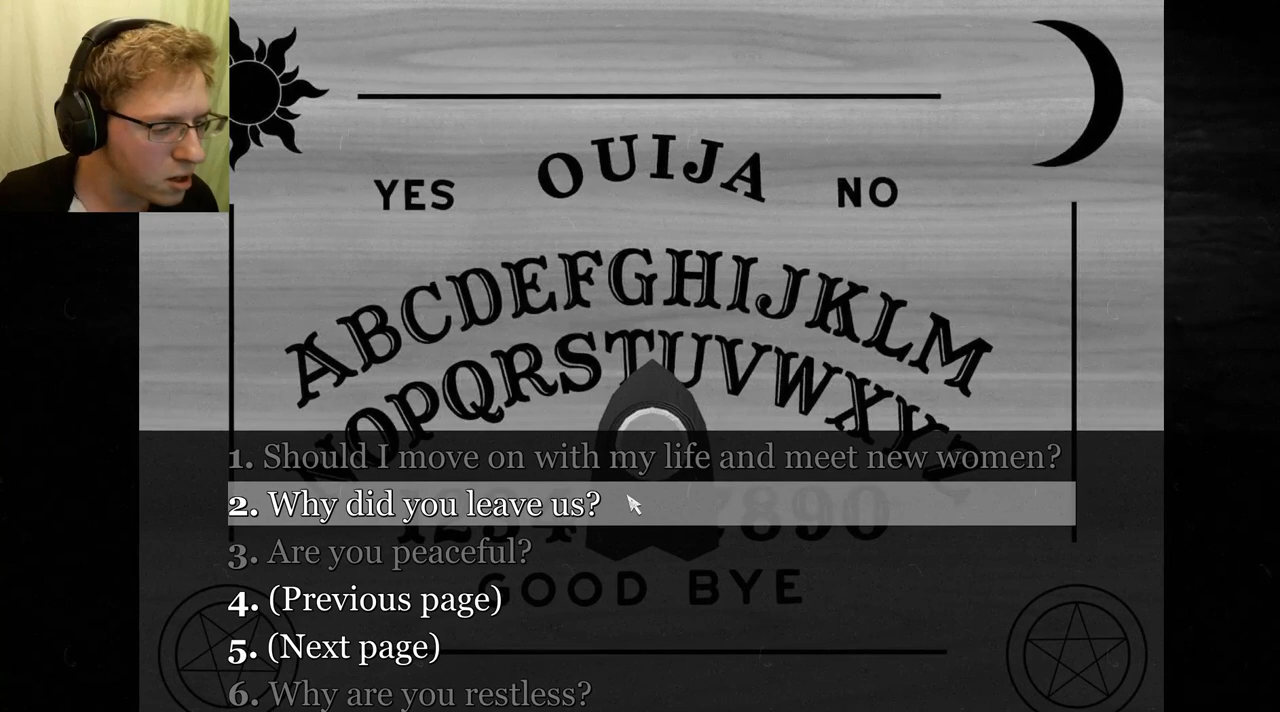 OUIJA
YES NO
ABCDEFGHIJKLM
NOPQRSTUVWXYZ
1. Should I move on with my life and meet new women?
2. Why did you leave us?
890
3. Are you peaceful?
GOOD BYE
4. (Previous page)
5. (Next page)
6. Why are you restless?